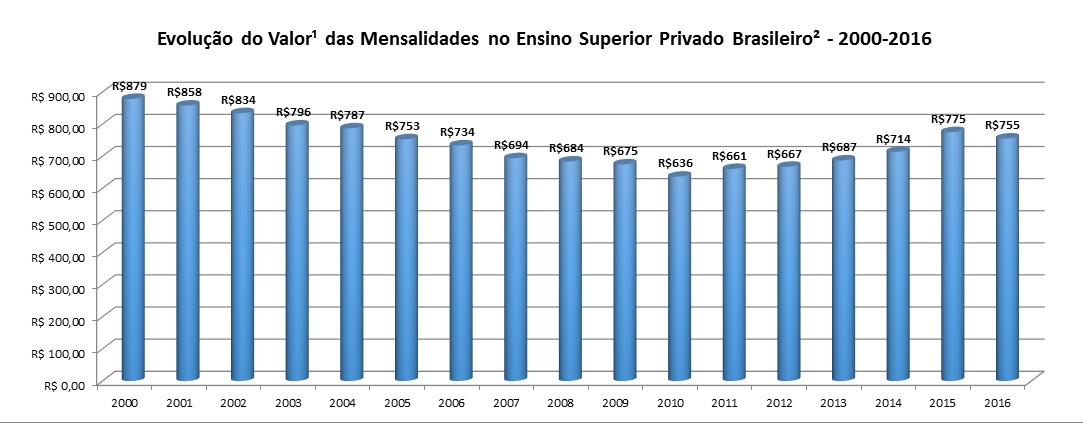 Evolução do Valor¹ das Mensalidades no Ensino Superior Privado Brasileiro² - 2000-2016
R$ 900,00
R$ 800,00
R$ 700,00
R$ 600,00
R$ 500,00
R$ 400,00
R$ 300,00
R$ 200,00
R$ 100,00
R$ 0,00
R$879
R$858
R$834
R$796
R$787
R$753
R$734
R$694
R$684
R$675
R$636
R$661
R$667
R$687
R$714
R$775
R$755
2000 2001 2002 2003 2004 2005 2006 2007 2008 2009 2010 2011 2012 2013 2014 2015 2016